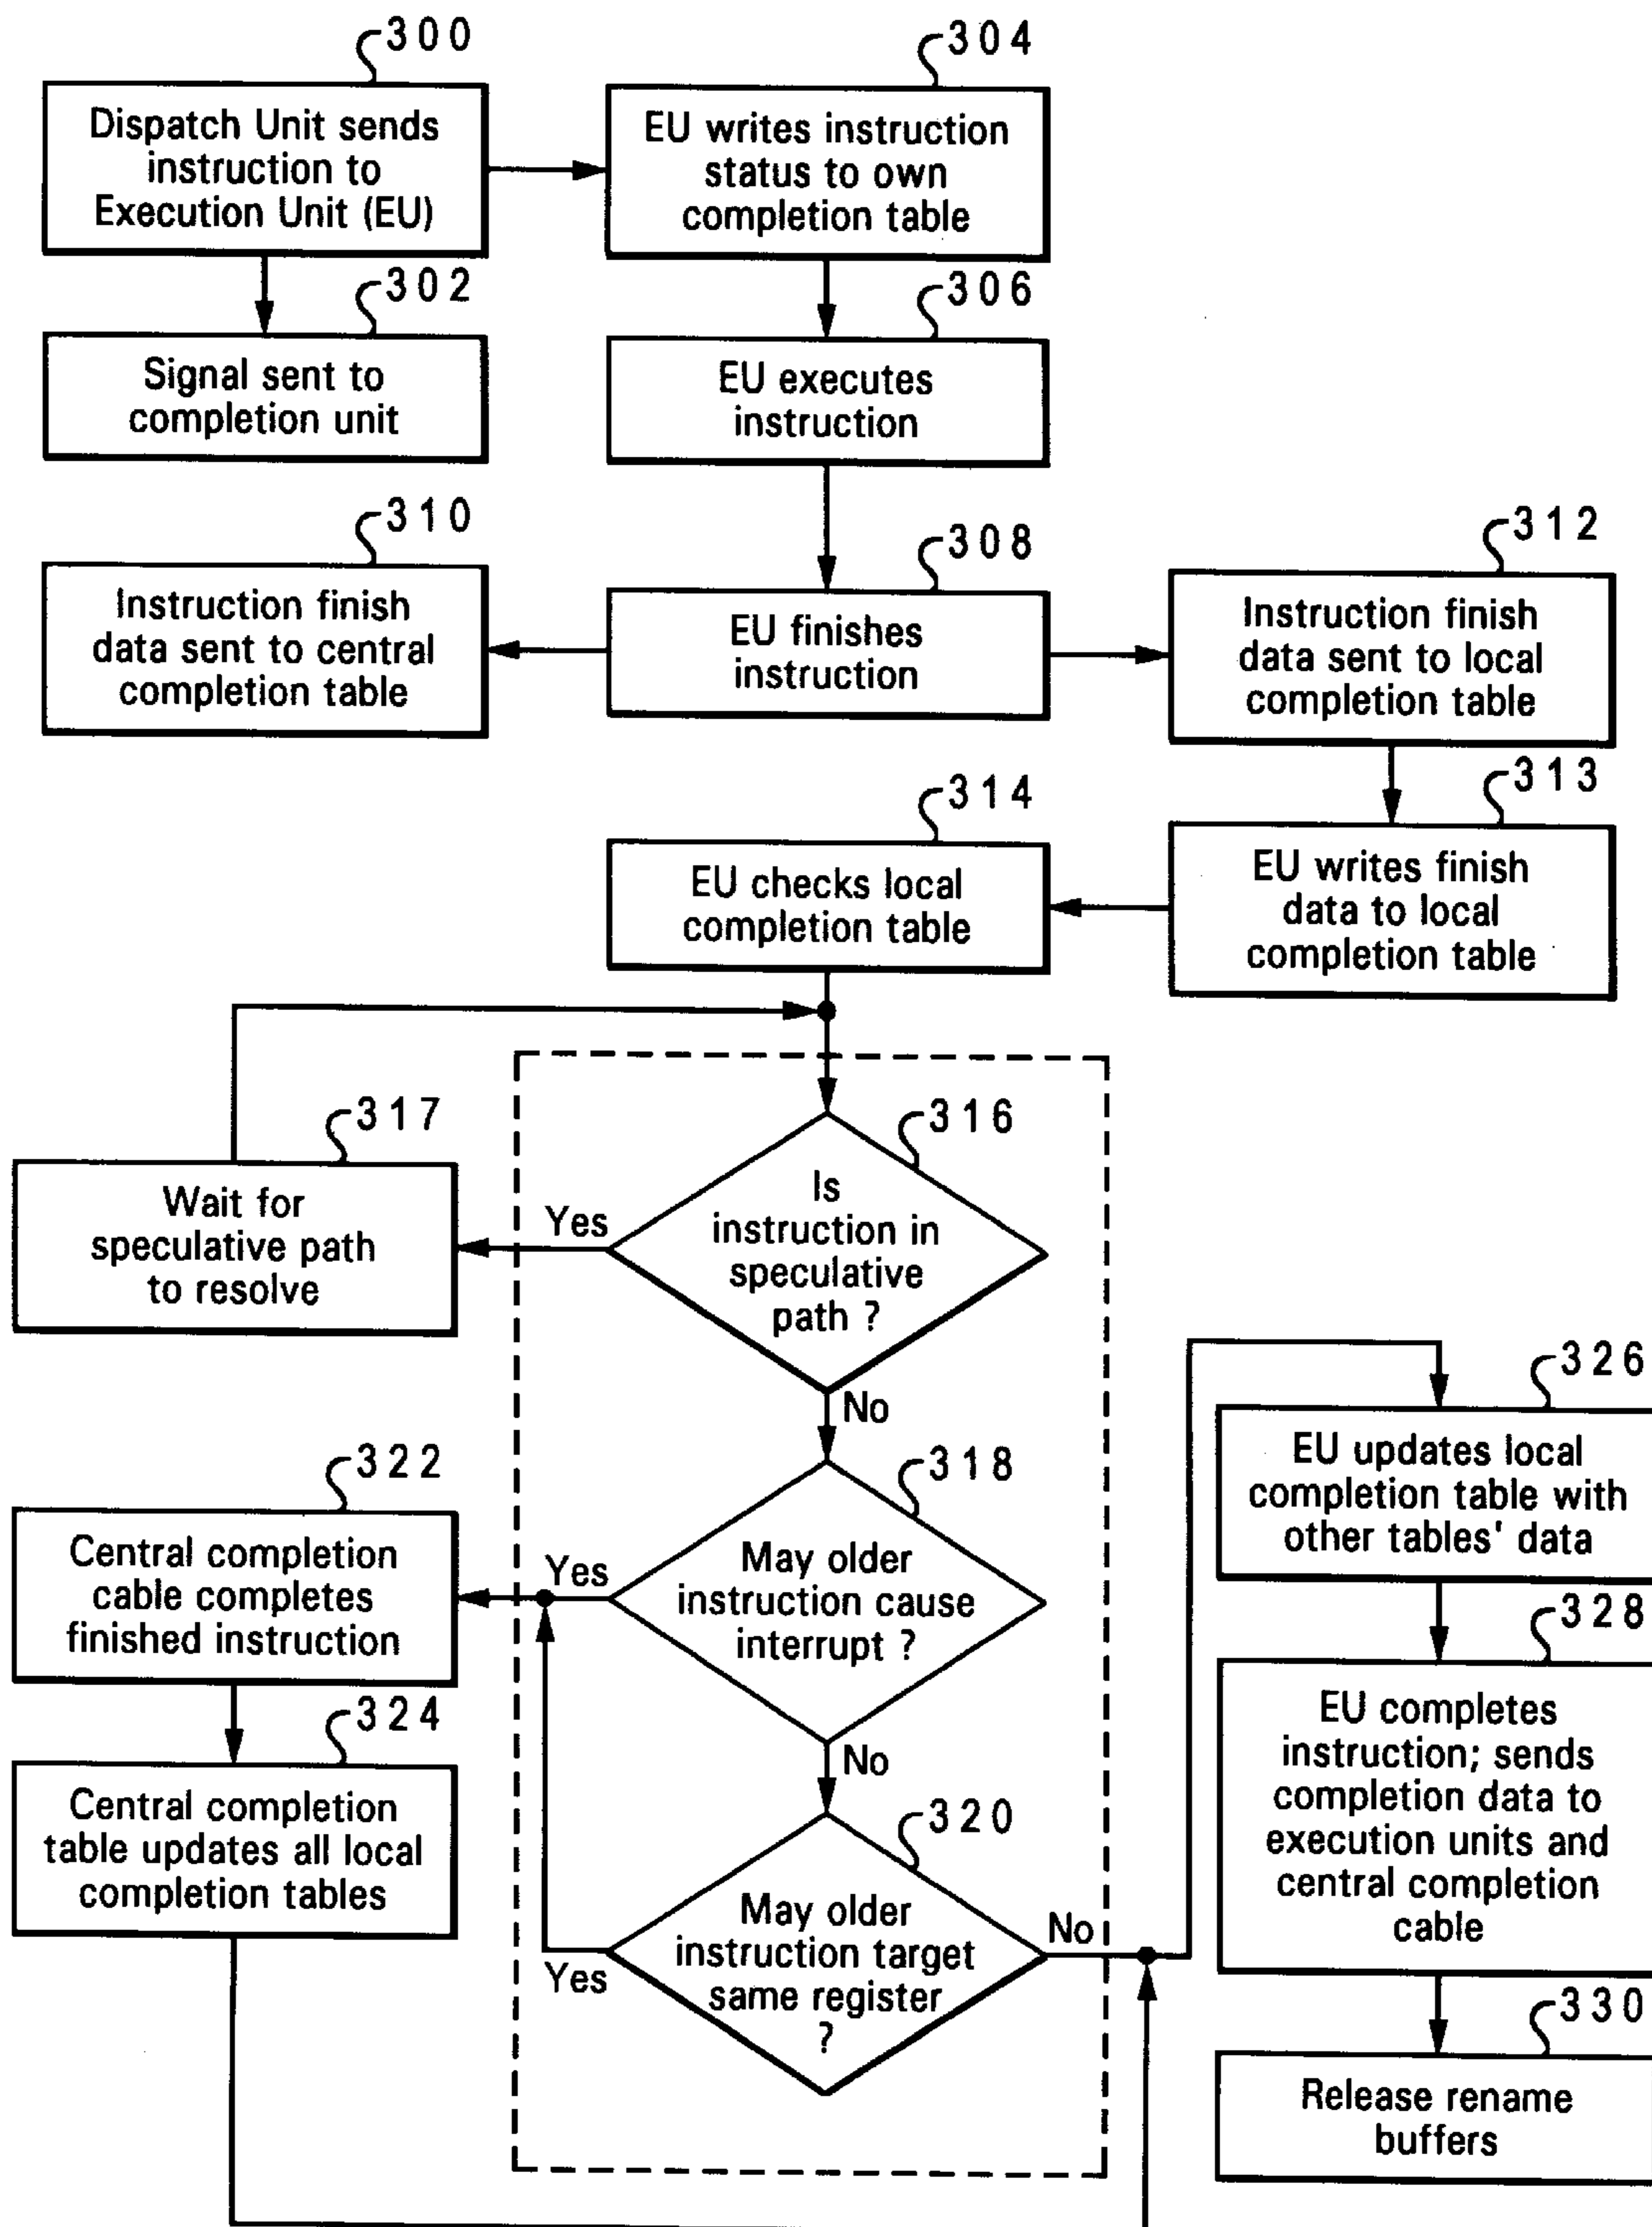 300
Dispatch Unit sends
instruction to
Execution Unit (EU)
304
EU writes instruction
status to own
completion table
302
Signal sent to
completion unit
306
EU executes
instruction
310
Instruction finish
data sent to central
completion table
308
EU finishes
instruction
312
Instruction finish
data sent to local
completion table
314
EU checks local
completion table
313
EU writes finish
data to local
completion table
317
Wait for
speculative path
to resolve
316
Is
instruction in
speculative
path ?
Yes
No
322
Central completion
cable completes
finished instruction
318
May older
instruction cause
interrupt ?
Yes
No
324
Central completion
table updates all local
completion tables
320
May older
instruction target
same register
?
Yes
No
326
EU updates local
completion table with
other tables' data
328
EU completes
instruction; sends
completion data to
execution units and
central completion
cable
330
Release rename
buffers